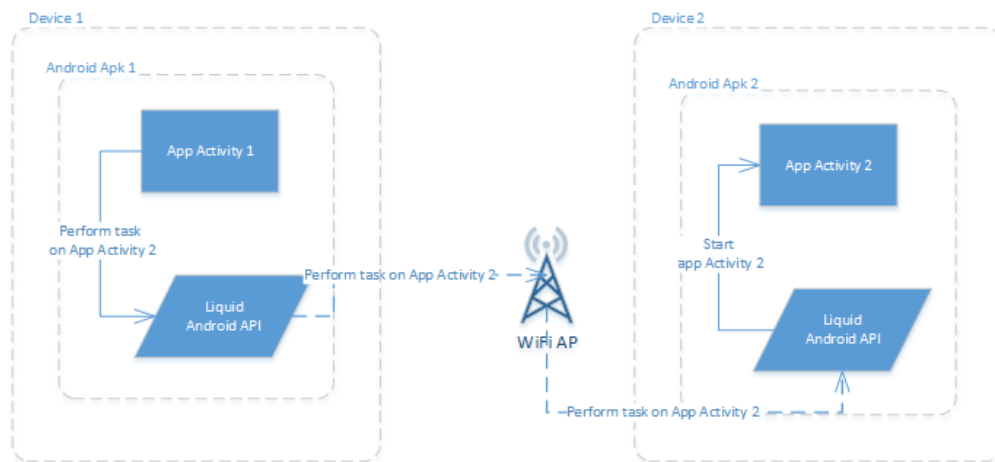 Device 1
Android Apk 1
App Activity 1
Perform task
on App Activity 2
Liquid
Android API
Perform task on App Activity 2
WiFi AP
Perform task on App Activity 2
Device 2
Android Apk 2
App Activity 2
Start
app Activity 2
Liquid
Android API